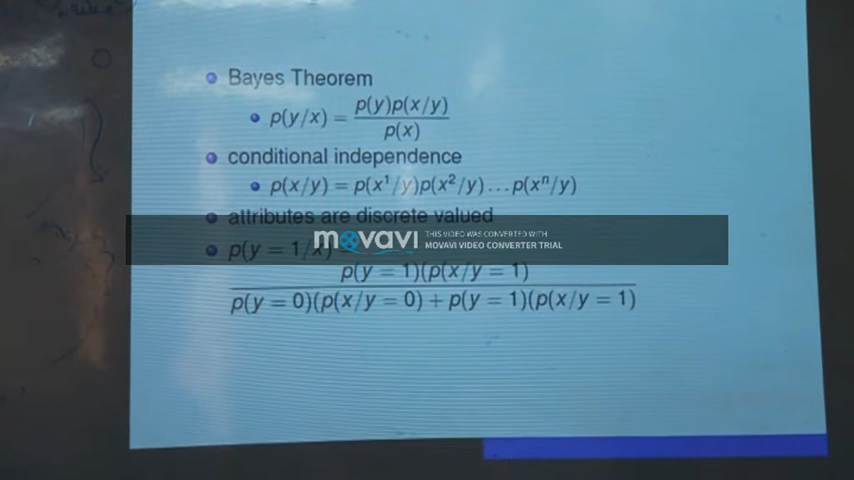 Bayes Theorem
p(y/x) = p(y)p(x/y) / p(x)
conditional independence
p(x/y) = p(x¹/y)p(x²/y)...p(xⁿ/y)
attributes are discrete valued
p(y = 1/x) =
p(y = 1)(p(x/y = 1)
p(y = 0)(p(x/y = 0) + p(y = 1)(p(x/y = 1)
movavi
THIS VIDEO WAS CONVERTED WITH
MOVAVI VIDEO CONVERTER TRIAL